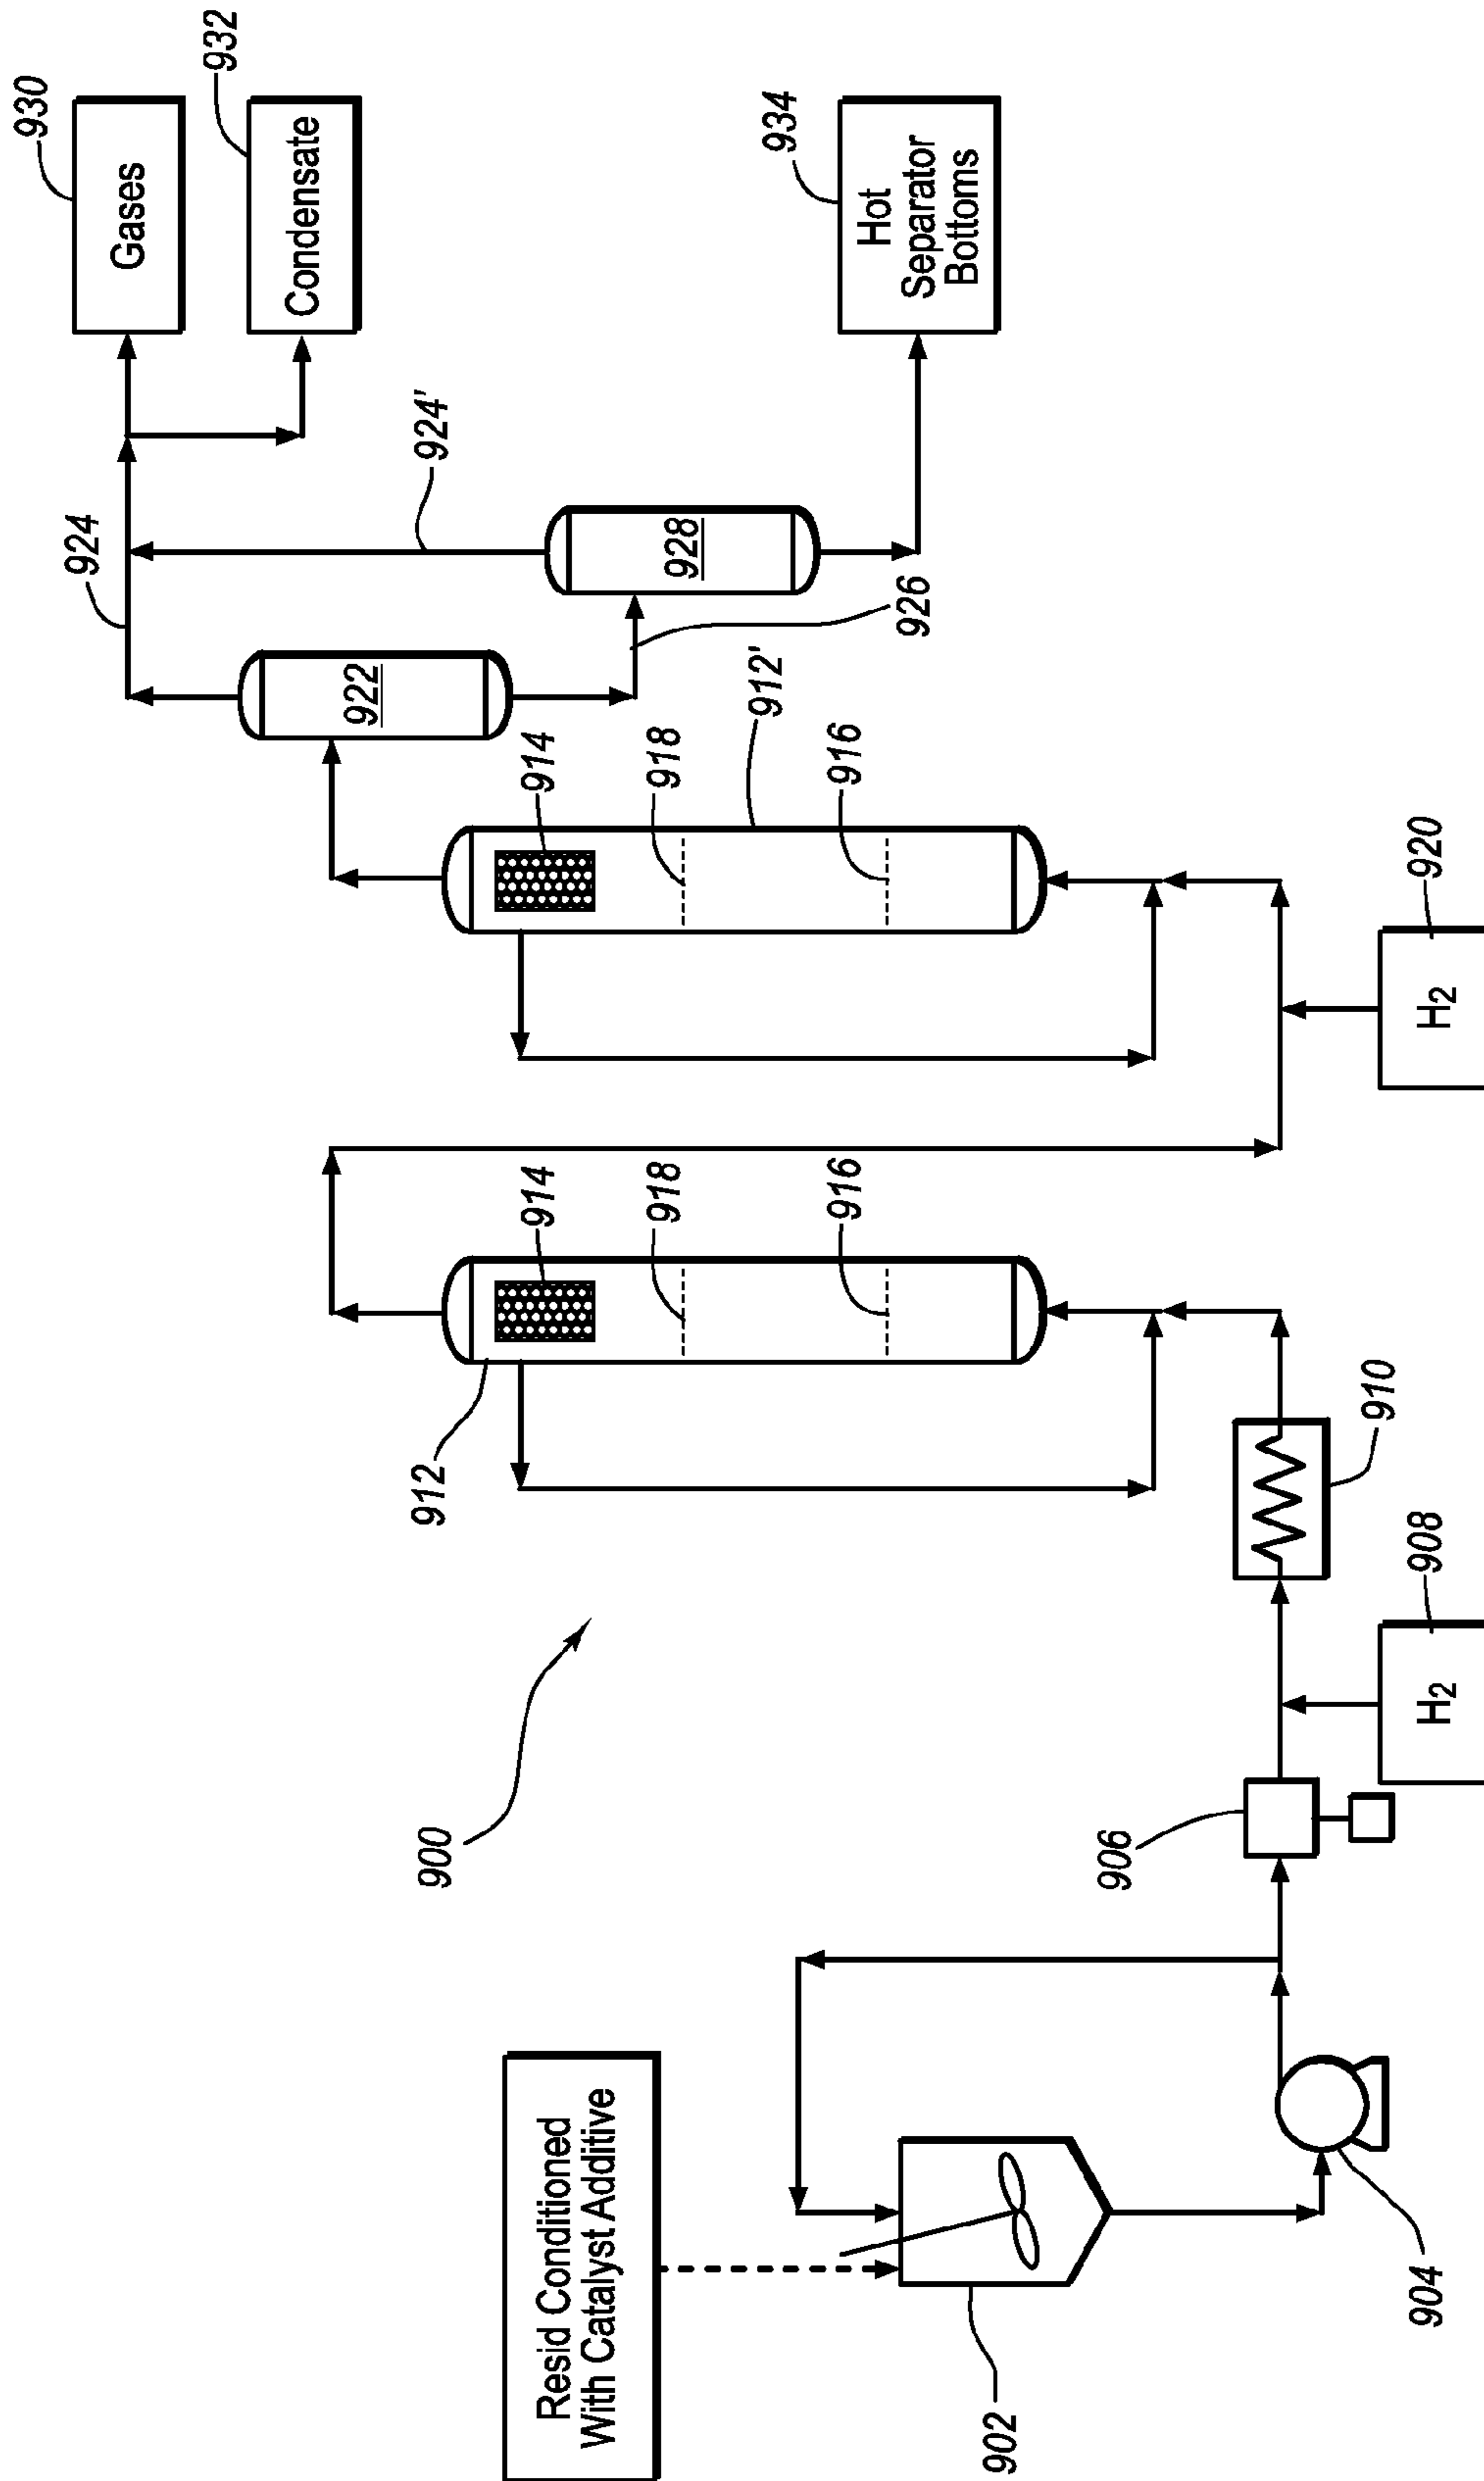 Resid Conditioned
With Catalyst Additive
902
904
900
906
H2
908
910
912
914
918
916
H2
920
914
918
916
912'
922
924
926
928
924'
Gases
930
Condensate
932
Hot
Separator
Bottoms
934